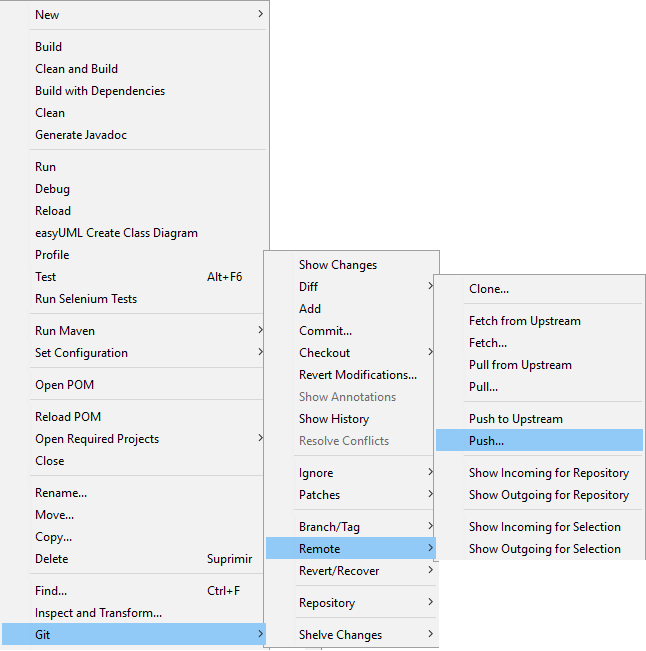 New
Build
Clean and Build
Build with Dependencies
Clean
Generate Javadoc
Run
Debug
Reload
easyUML Create Class Diagram
Profile
Test Alt+F6
Run Selenium Tests
Run Maven
Set Configuration
Open POM
Reload POM
Open Required Projects
Close
Rename...
Move...
Copy...
Delete Suprimir
Find... Ctrl+F
Inspect and Transform...
Git
Show Changes
Diff
Add
Commit...
Checkout
Revert Modifications...
Show Annotations
Show History
Resolve Conflicts
Ignore
Patches
Branch/Tag
Remote
Revert/Recover
Repository
Shelve Changes
Clone...
Fetch from Upstream
Fetch...
Pull from Upstream
Pull...
Push to Upstream
Push...
Show Incoming for Repository
Show Outgoing for Repository
Show Incoming for Selection
Show Outgoing for Selection